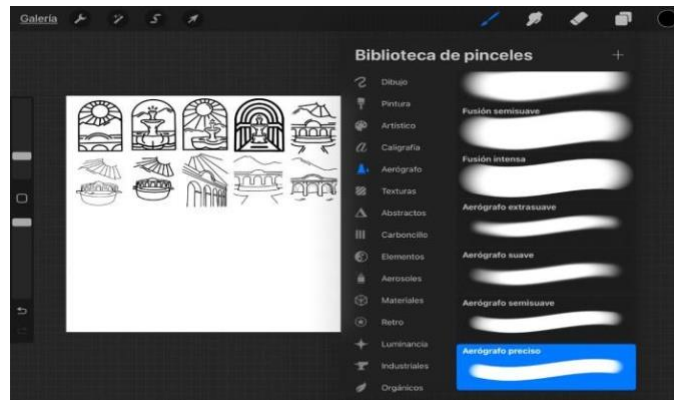 Galería
Biblioteca de pinceles
Dibujo
Pintura
Artístico
Caligrafía
Aerógrafo
Texturas
Abstractos
Carboncillo
Elementos
Aerosoles
Materiales
Retro
Luminancia
Industriales
Orgánicos
Fusión semisuave
Fusión intensa
Aerógrafo extrasuave
Aerógrafo suave
Aerógrafo semisuave
Aerógrafo preciso